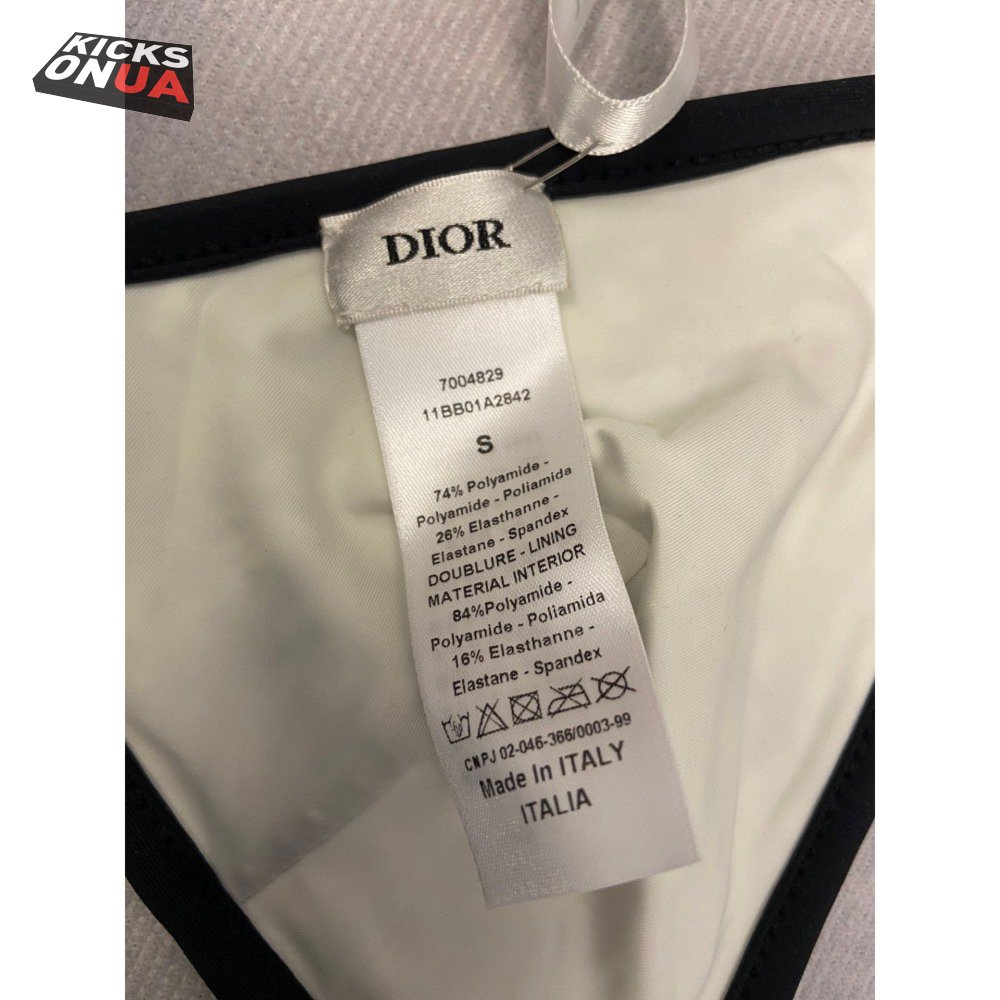 KICKS
ONUA
DIOR
7004829
11BB01A2842
S
74% Polyamide -
Polyamide - Poliamida
26% Elasthanne -
Elastane - Spandex
DOUBLURE - LINING
MATERIAL INTERIOR
84%Polyamide -
Polyamide - Poliamida
16% Elasthanne -
Elastane - Spandex
CNPJ 02-046-366/0003-99
Made In ITALY
ITALIA